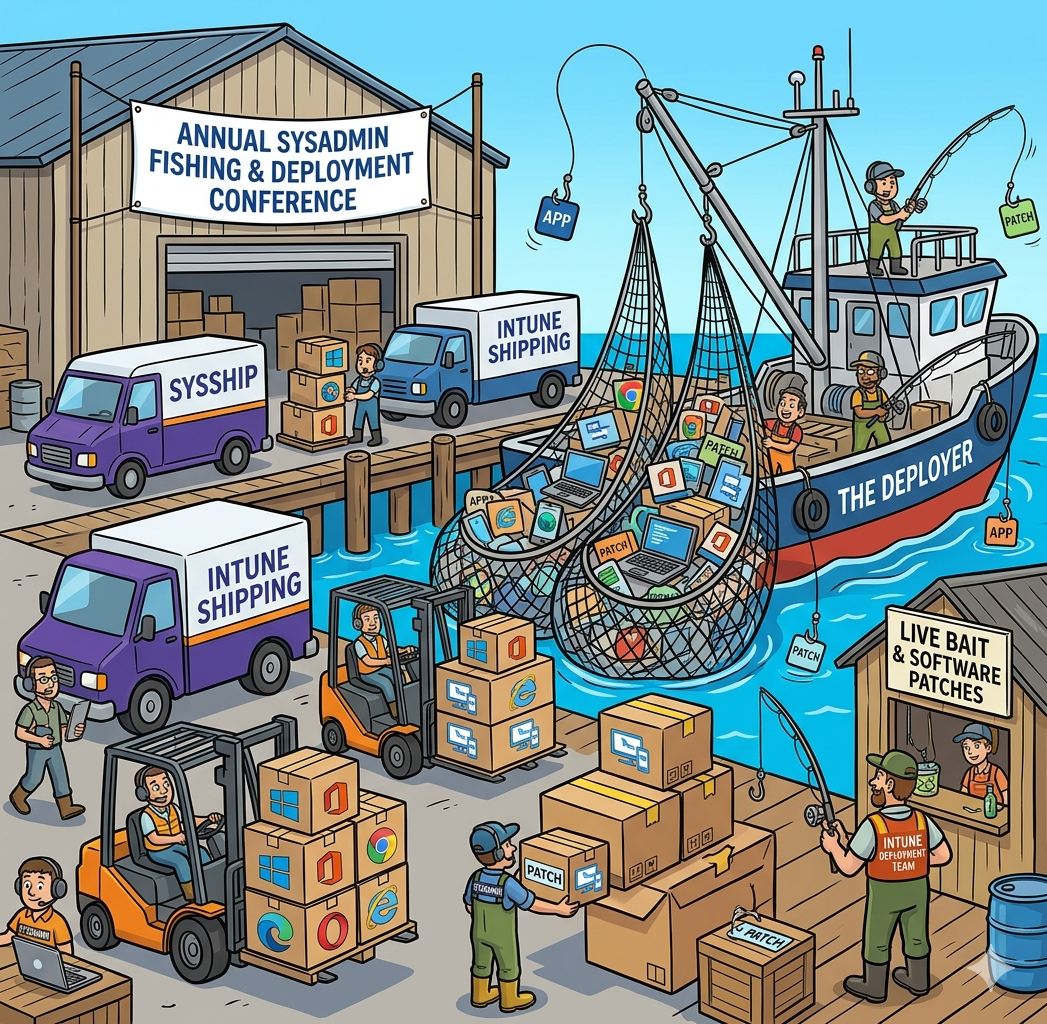 ANNUAL SYSADMIN
FISHING & DEPLOYMENT
CONFERENCE
APP
PATCH
SYSSHIP
INTUNE
SHIPPING
PATCH
THE DEPLOYER
APP
PATCH
APP
PATCH
INTUNE
SHIPPING
LIVE BAIT
& SOFTWARE
PATCHES
PATCH
INTUNE
DEPLOYMENT
TEAM
PATCH